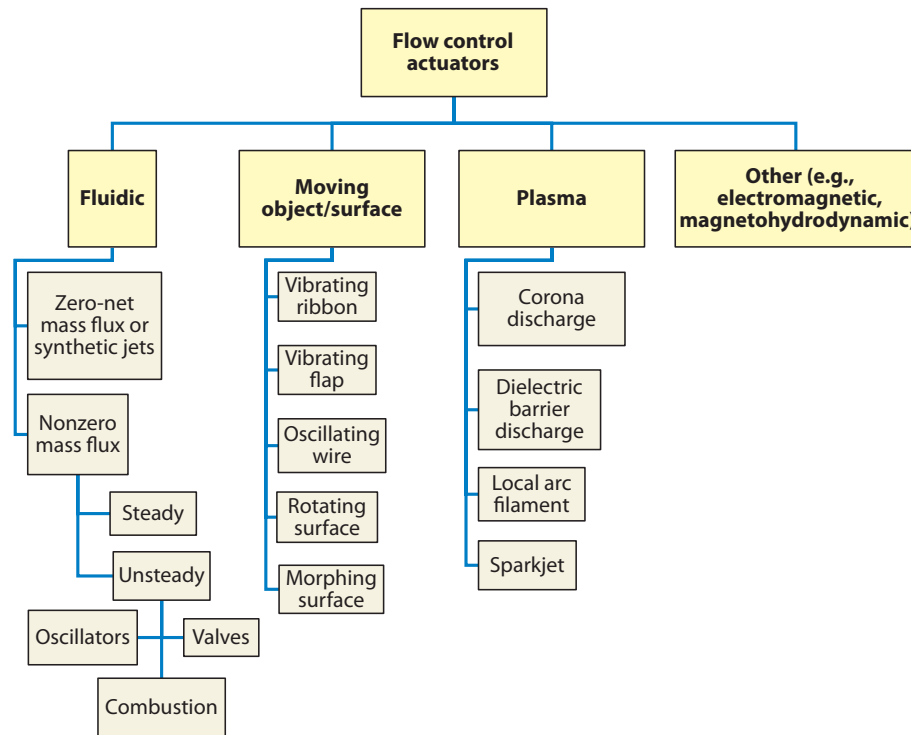 Flow control
actuators
Fluidic
Moving
object/surface
Plasma
Other (e.g.,
electromagnetic,
magnetohydrodynamic)
Zero-net
mass flux or
synthetic jets
Nonzero
mass flux
Steady
Unsteady
Oscillators
Valves
Combustion
Vibrating
ribbon
Vibrating
flap
Oscillating
wire
Rotating
surface
Morphing
surface
Corona
discharge
Dielectric
barrier
discharge
Local arc
filament
Sparkjet